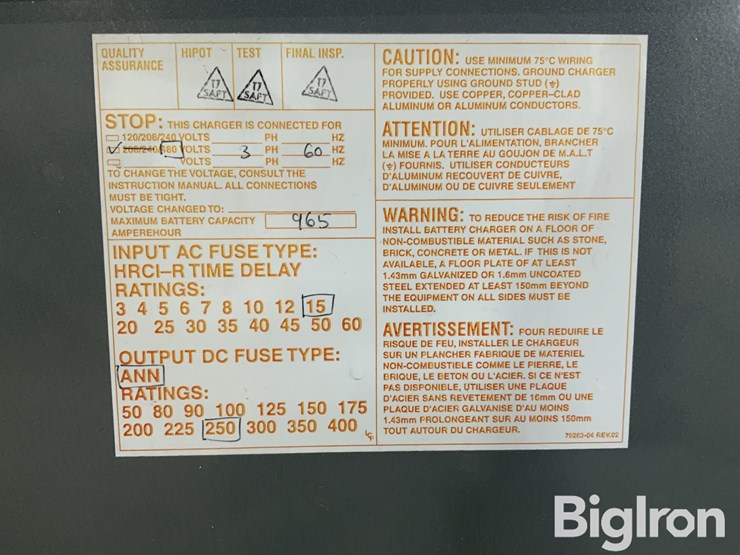 QUALITY ASSURANCE
HIPOT
TEST
FINAL INSP.
17 SAFT
17 SAFT
17 SAFT
STOP: THIS CHARGER IS CONNECTED FOR
120/208/240 VOLTS PH HZ
✓ 208/240/480 VOLTS 3 PH 60 HZ
VOLTS PH HZ
TO CHANGE THE VOLTAGE, CONSULT THE
INSTRUCTION MANUAL. ALL CONNECTIONS
MUST BE TIGHT.
VOLTAGE CHANGED TO:
MAXIMUM BATTERY CAPACITY 965
AMPEREHOUR
INPUT AC FUSE TYPE:
HRCI-R TIME DELAY
RATINGS:
3 4 5 6 7 8 10 12 15
20 25 30 35 40 45 50 60
OUTPUT DC FUSE TYPE:
ANN
RATINGS:
50 80 90 100 125 150 175
200 225 250 300 350 400
CAUTION: USE MINIMUM 75°C WIRING
FOR SUPPLY CONNECTIONS. GROUND CHARGER
PROPERLY USING GROUND STUD (⏚)
PROVIDED. USE COPPER, COPPER-CLAD
ALUMINUM OR ALUMINUM CONDUCTORS.
ATTENTION: UTILISER CABLAGE DE 75°C
MINIMUM. POUR L'ALIMENTATION, BRANCHER
LA MISE A LA TERRE AU GOUJON DE M.A.L.T
(⏚) FOURNIS. UTILISER CONDUCTEURS
D'ALUMINUM RECOUVERT DE CUIVRE,
D'ALUMINUM OU DE CUIVRE SEULEMENT
WARNING: TO REDUCE THE RISK OF FIRE
INSTALL BATTERY CHARGER ON A FLOOR OF
NON-COMBUSTIBLE MATERIAL SUCH AS STONE,
BRICK, CONCRETE OR METAL. IF THIS IS NOT
AVAILABLE, A FLOOR PLATE OF AT LEAST
1.43mm GALVANIZED OR 1.6mm UNCOATED
STEEL EXTENDED AT LEAST 150mm BEYOND
THE EQUIPMENT ON ALL SIDES MUST BE
INSTALLED.
AVERTISSEMENT: POUR REDUIRE LE
RISQUE DE FEU, INSTALLER LE CHARGEUR
SUR UN PLANCHER FABRIQUE DE MATERIEL
NON-COMBUSTIBLE COMME LE PIERRE, LE
BRIQUE, LE BETON OU L'ACIER. SI CE N'EST
PAS DISPONIBLE, UTILISER UNE PLAQUE
D'ACIER SANS REVETEMENT DE 16mm OU UNE
PLAQUE D'ACIER GALVANISE D'AU MOINS
1.43mm PROLONGEANT SUR AU MOINS 150mm
TOUT AUTOUR DU CHARGEUR.
79283-04 REV.02
BigIron